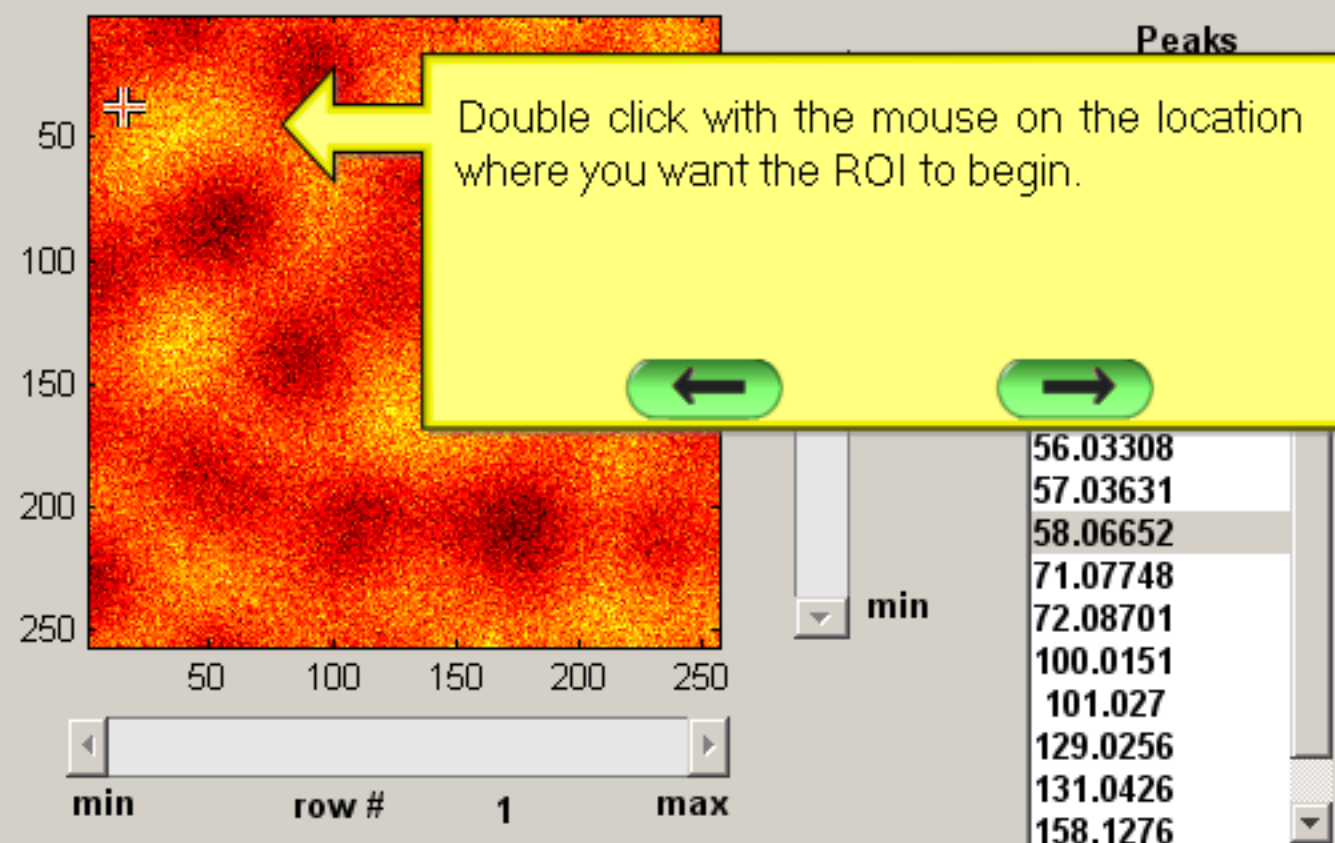 Peaks
Double click with the mouse on the location
where you want the ROI to begin.
50
100
150
200
250
50 100 150 200 250
min
min row # 1 max
56.03308
57.03631
58.06652
71.07748
72.08701
100.0151
101.027
129.0256
131.0426
158.1276